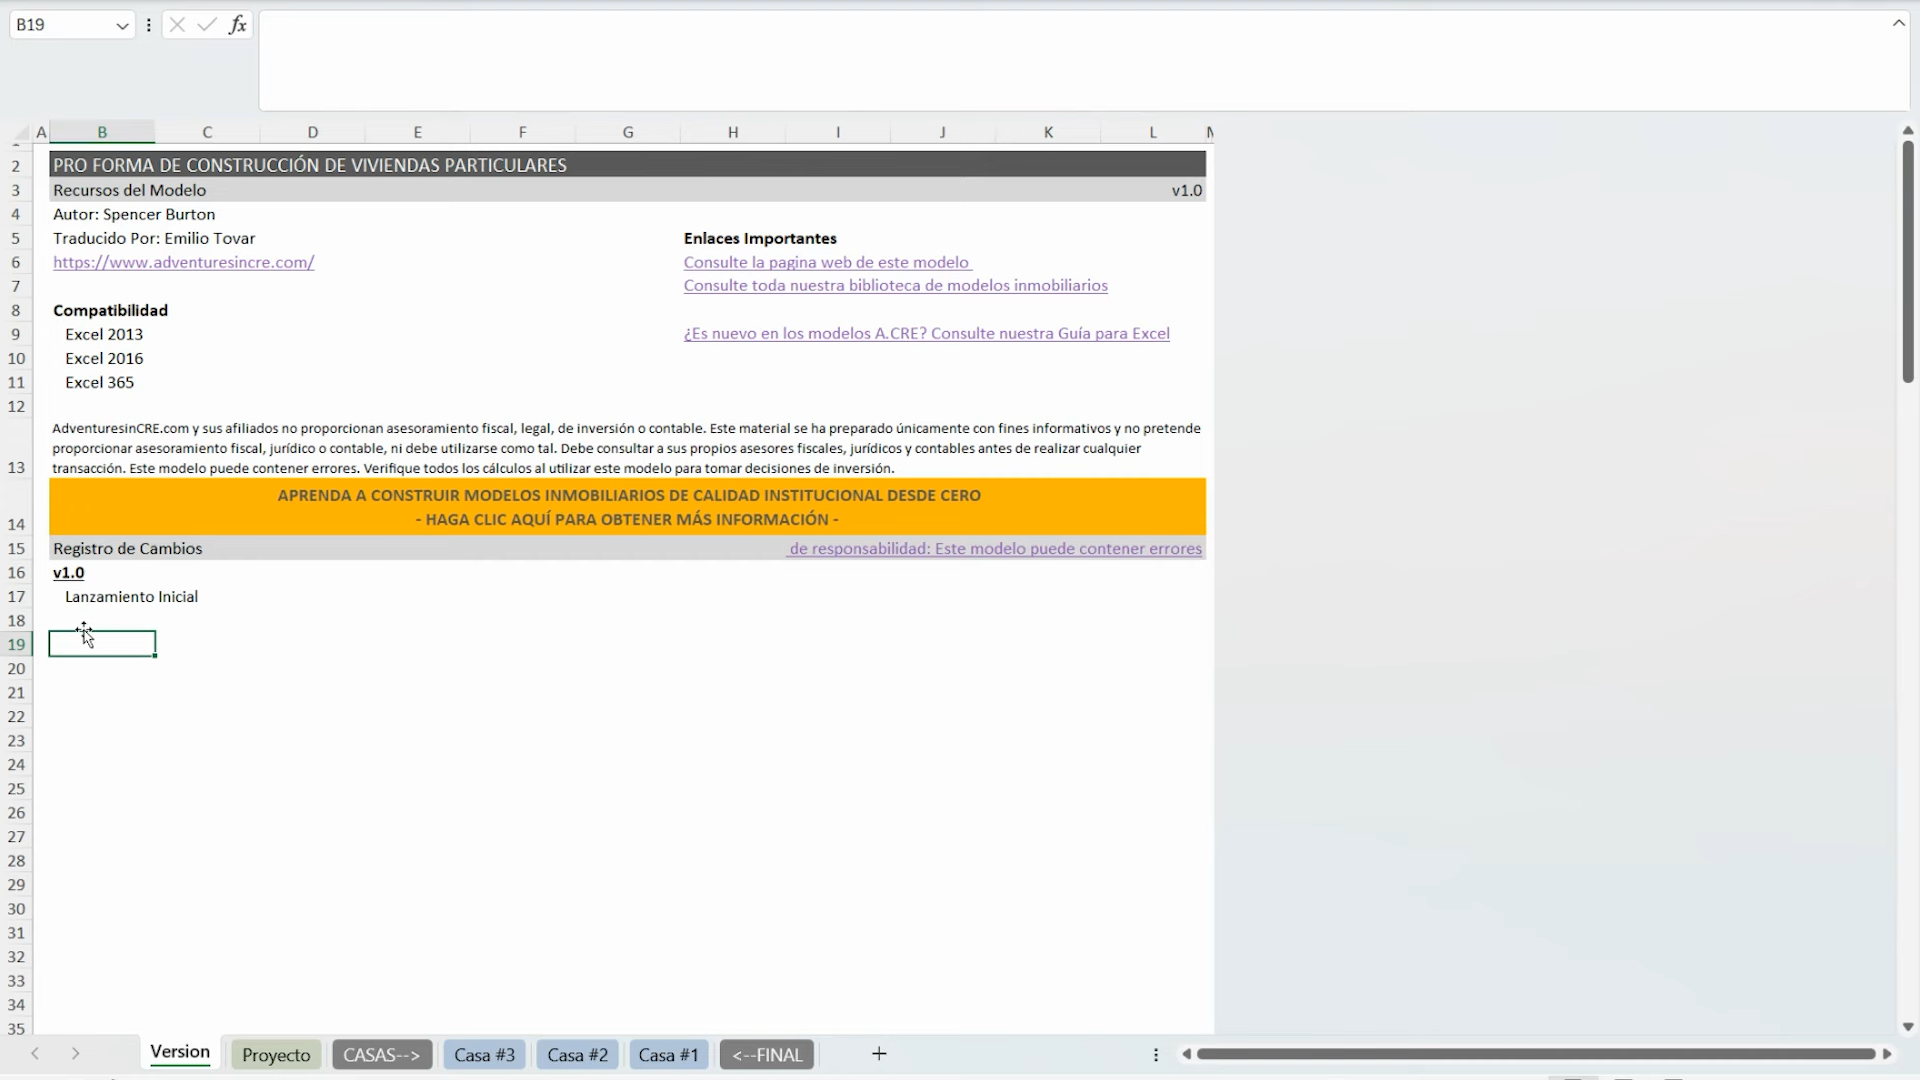 B19
fx
A B C D E F G H I J K L
2 PRO FORMA DE CONSTRUCCIÓN DE VIVIENDAS PARTICULARES
3 Recursos del Modelo v1.0
4 Autor: Spencer Burton
5 Traducido Por: Emilio Tovar Enlaces Importantes
6 https://www.adventuresincre.com/ Consulte la pagina web de este modelo
7 Consulte toda nuestra biblioteca de modelos inmobiliarios
8 Compatibilidad
9 Excel 2013 ¿Es nuevo en los modelos A.CRE? Consulte nuestra Guía para Excel
10 Excel 2016
11 Excel 365
12
AdventuresinCRE.com y sus afiliados no proporcionan asesoramiento fiscal, legal, de inversión o contable. Este material se ha preparado únicamente con fines informativos y no pretende
proporcionar asesoramiento fiscal, jurídico o contable, ni debe utilizarse como tal. Debe consultar a sus propios asesores fiscales, jurídicos y contables antes de realizar cualquier
13 transacción. Este modelo puede contener errores. Verifique todos los cálculos al utilizar este modelo para tomar decisiones de inversión.
APRENDA A CONSTRUIR MODELOS INMOBILIARIOS DE CALIDAD INSTITUCIONAL DESDE CERO
14 - HAGA CLIC AQUÍ PARA OBTENER MÁS INFORMACIÓN -
15 Registro de Cambios de responsabilidad: Este modelo puede contener errores
16 v1.0
17 Lanzamiento Inicial
18
19
20
21
22
23
24
25
26
27
28
29
30
31
32
33
34
35
Version Proyecto CASAS--> Casa #3 Casa #2 Casa #1 <--FINAL +